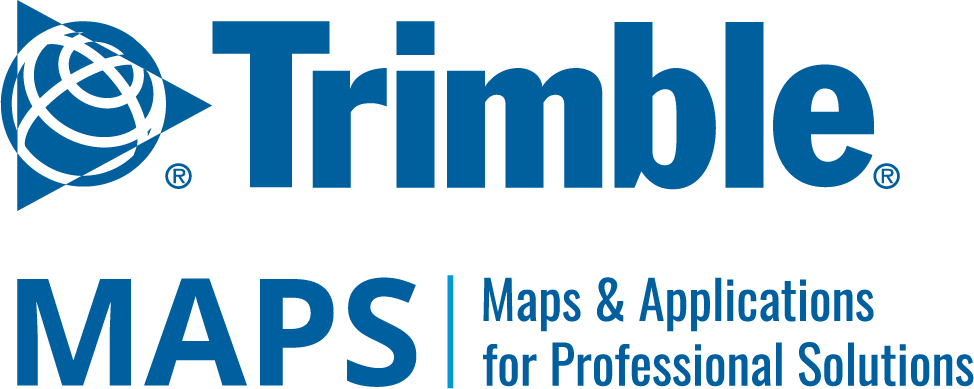 Trimble®
®
MAPS
Maps & Applications
for Professional Solutions